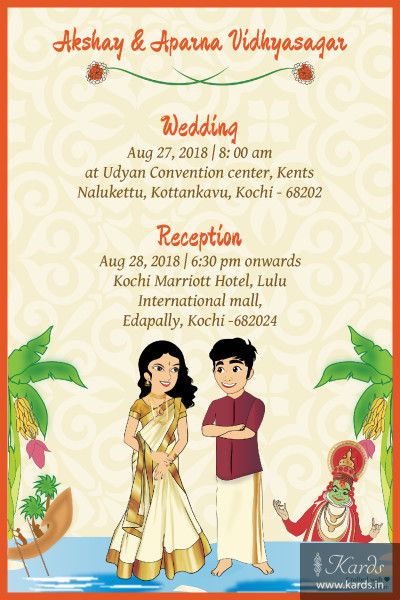 Akshay & Aparna Vidhyasagar
Wedding
Aug 27, 2018 | 8: 00 am
at Udyan Convention center, Kents
Nalukettu, Kottankavu, Kochi - 68202
Reception
Aug 28, 2018 | 6:30 pm onwards
Kochi Marriott Hotel, Lulu
International mall,
Edapally, Kochi -682024
Kards
www.kards.in